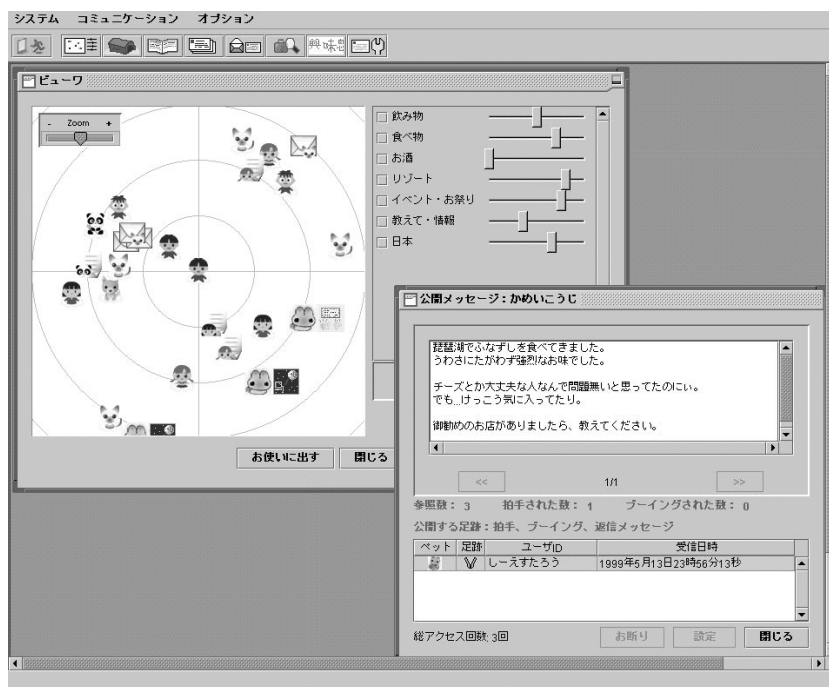 システム コミュニケーション オプション
興味
ビューワ
- Zoom +
飲み物
食べ物
お酒
リゾート
イベント・お祭り
教えて・情報
日本
お使いに出す 閉じる
公開メッセージ：かめいこうじ
琵琶湖でふなずしを食べてきました。
うわさにたがわず強烈なお味でした。
チーズとか大丈夫な人なんで問題無いと思ってたのにぃ。
でも...けっこう気に入ってたり。
御勧めのお店がありましたら、教えてください。
<< 1/1 >>
参照数： 3 拍手された数： 1 ブーイングされた数： 0
公開する足跡：拍手、ブーイング、返信メッセージ
ペット 足跡 ユーザID 受信日時
しーえすたろう 1999年5月13日23時56分13秒
総アクセス回数: 3回 お断り 設定 閉じる